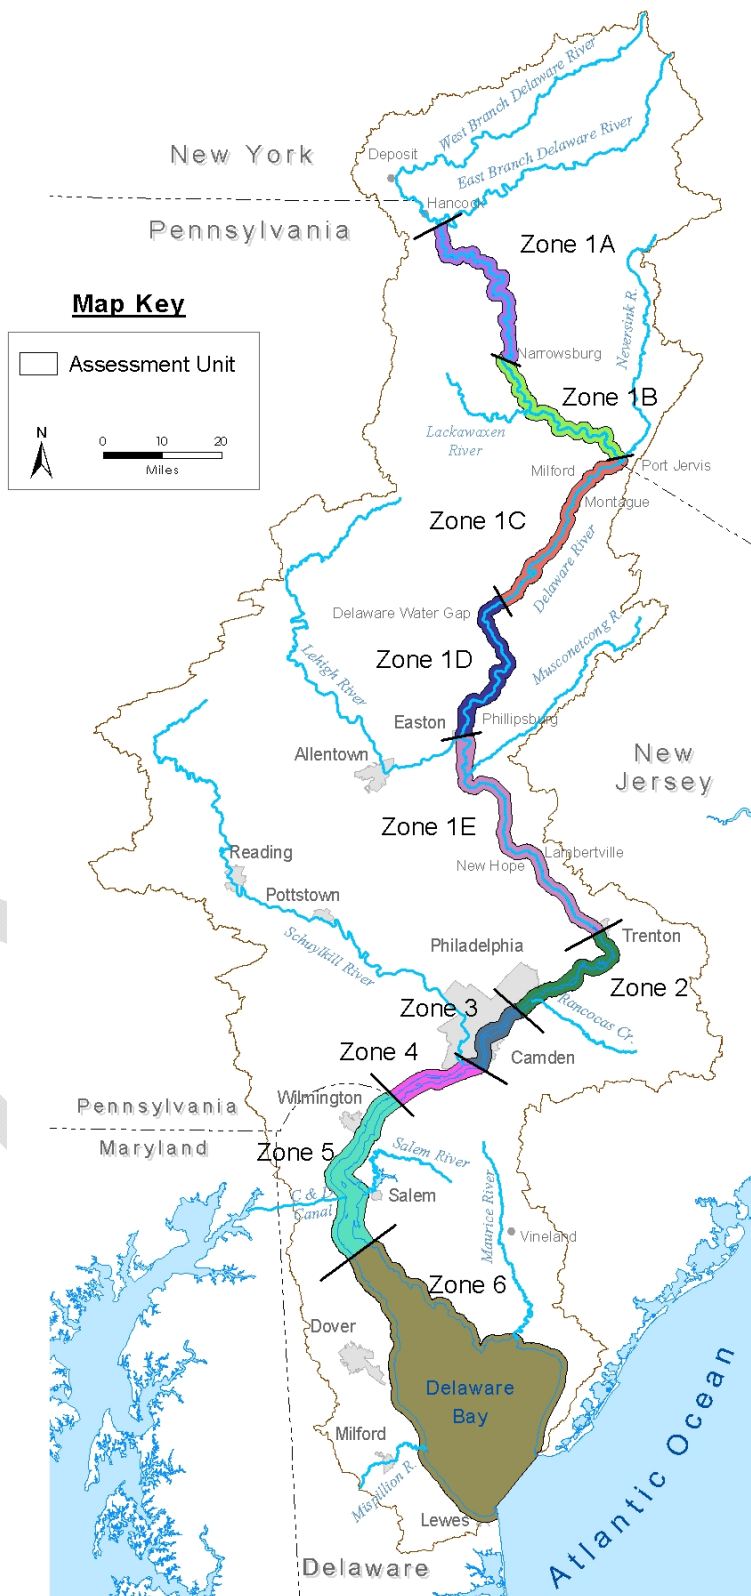 West Branch Delaware River
New York
Deposit
East Branch Delaware River
Hancock
Pennsylvania
Zone 1A
Neversink R.
Map Key
Assessment Unit
N
0 10 20
Miles
Narrowsburg
Zone 1B
Lackawaxen
River
Milford
Port Jervis
Montague
Zone 1C
Delaware River
Delaware Water Gap
Musconetcong R.
Lehigh River
Zone 1D
Easton
Phillipsburg
Allentown
New
Jersey
Zone 1E
Lambertville
New Hope
Reading
Pottstown
Schuylkill River
Philadelphia
Trenton
Zone 2
Rancocas Cr.
Zone 3
Camden
Zone 4
Wilmington
Pennsylvania
Maryland
Zone 5
Salem River
C & D
Canal
Salem
Maurice River
Vineland
Zone 6
Dover
Delaware
Bay
Milford
Mispillion R.
Lewes
Atlantic Ocean
Delaware